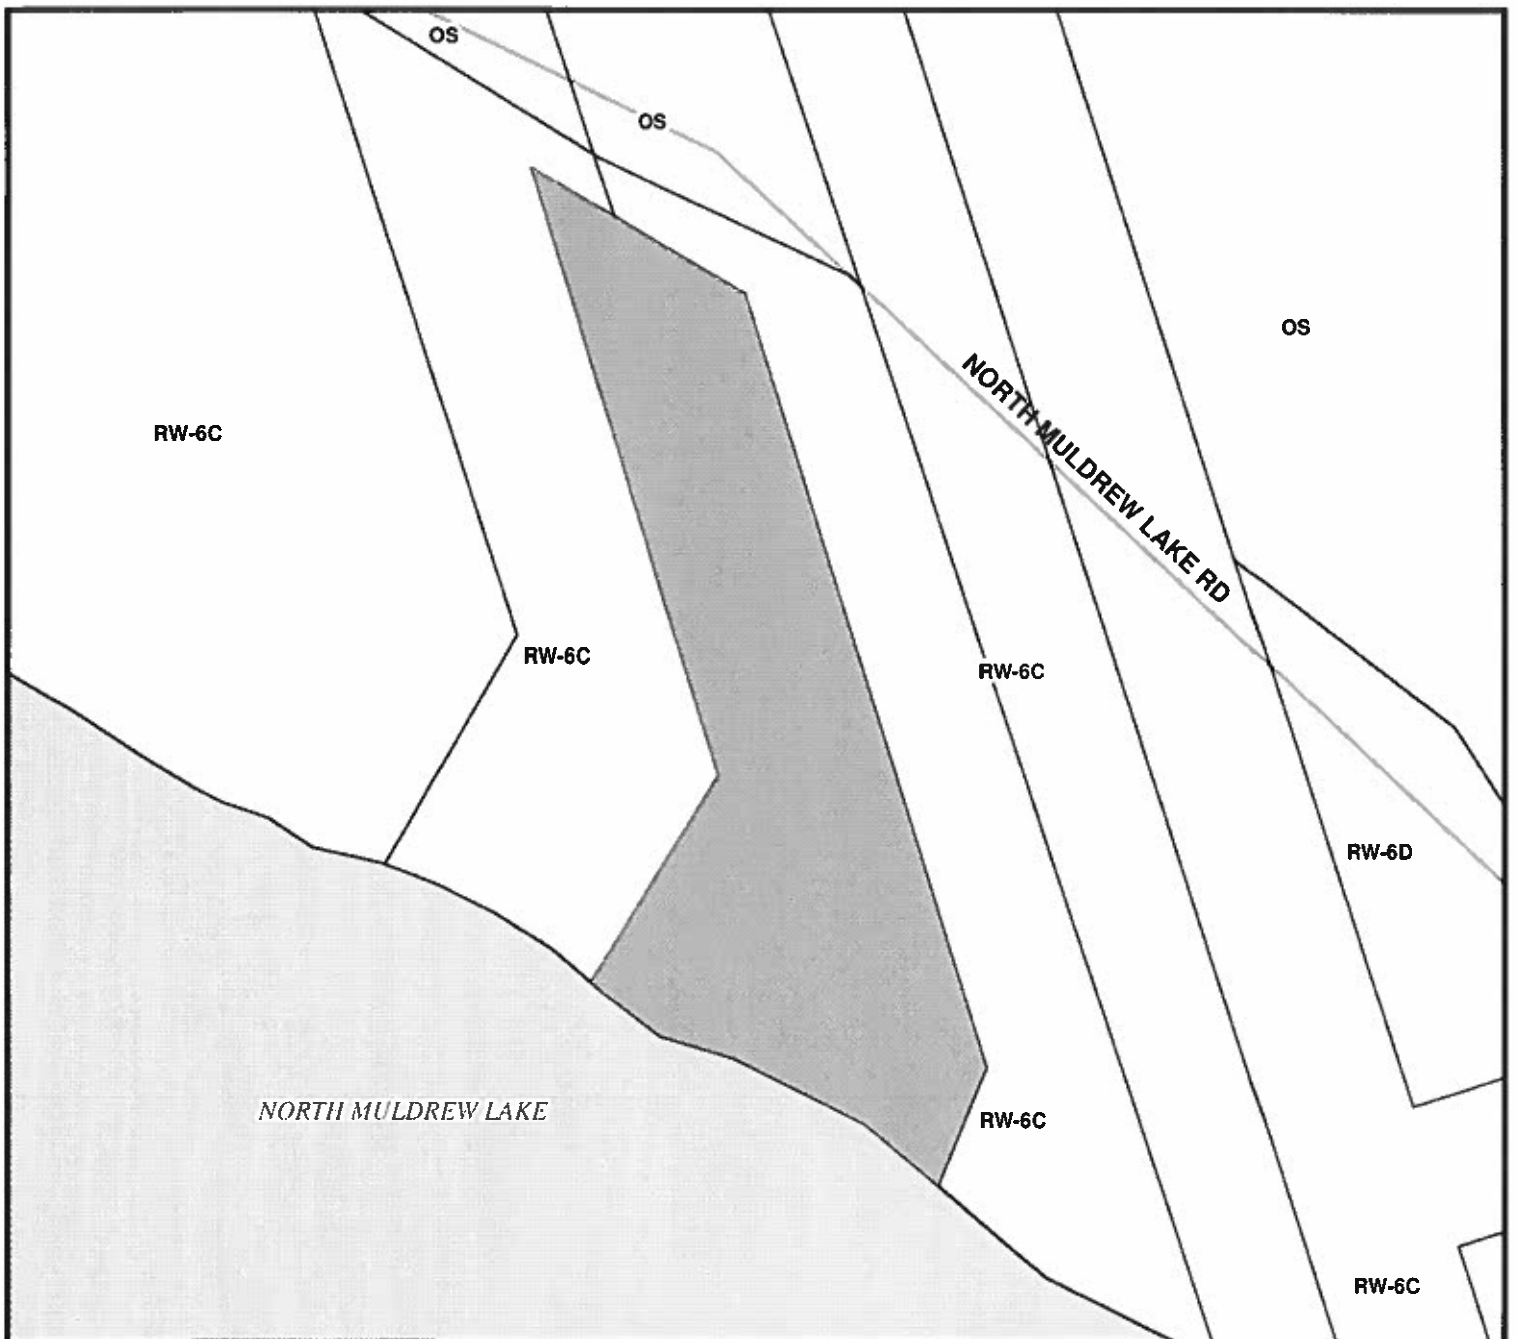 OS
OS
OS
NORTH MULDREW LAKE RD
RW-6C
RW-6C
RW-6C
RW-6D
NORTH MULDREW LAKE
RW-6C
RW-6C